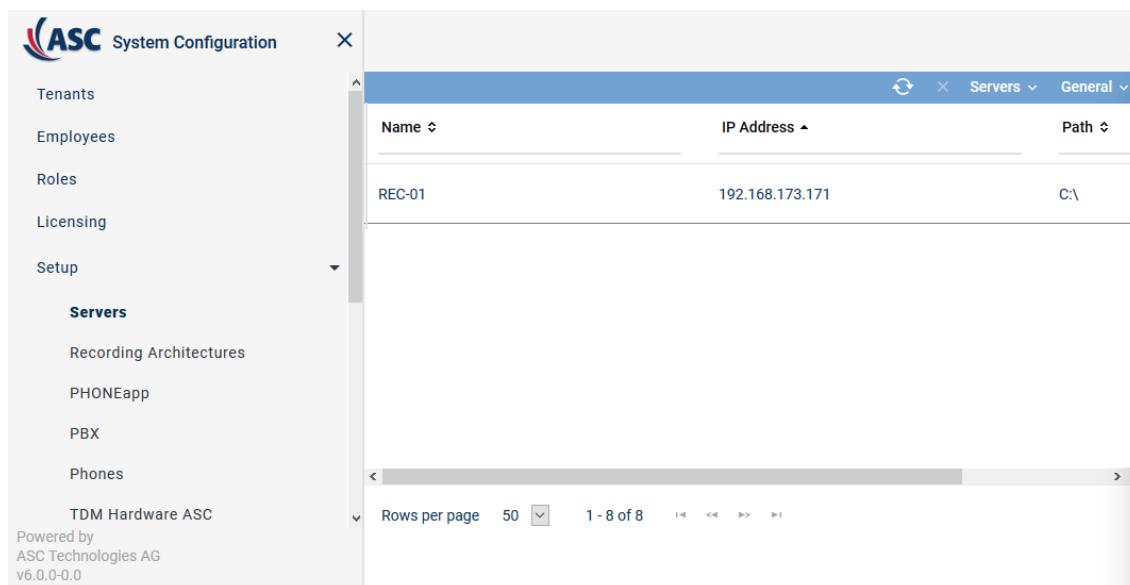 ASC System Configuration
Tenants
Employees
Roles
Licensing
Setup
Servers
Recording Architectures
PHONEapp
PBX
Phones
TDM Hardware ASC
Powered by
ASC Technologies AG
v6.0.0-0.0
Servers General
Name IP Address Path
REC-01 192.168.173.171 C:\
Rows per page 50 1 - 8 of 8